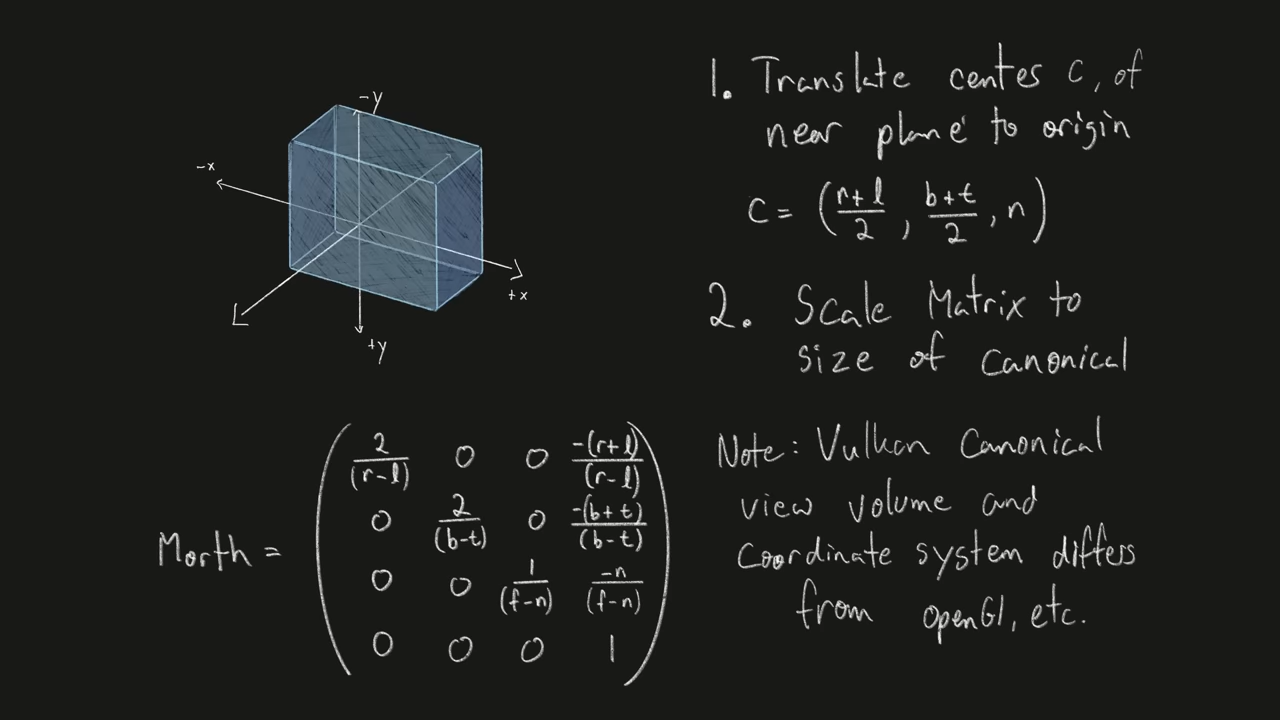 -y
-x
+x
+y
1. Translate centes C, of
near plane to origin
C = ((r+l)/2, (b+t)/2, n)
2. Scale Matrix to
size of canonical
Note: Vulkan Canonical
view volume and
coordinate system differs
from openGl, etc.
Morth =
2/(r-l) 0 0 -(r+l)/(r-l)
0 2/(b-t) 0 -(b+t)/(b-t)
0 0 1/(f-n) -n/(f-n)
0 0 0 1